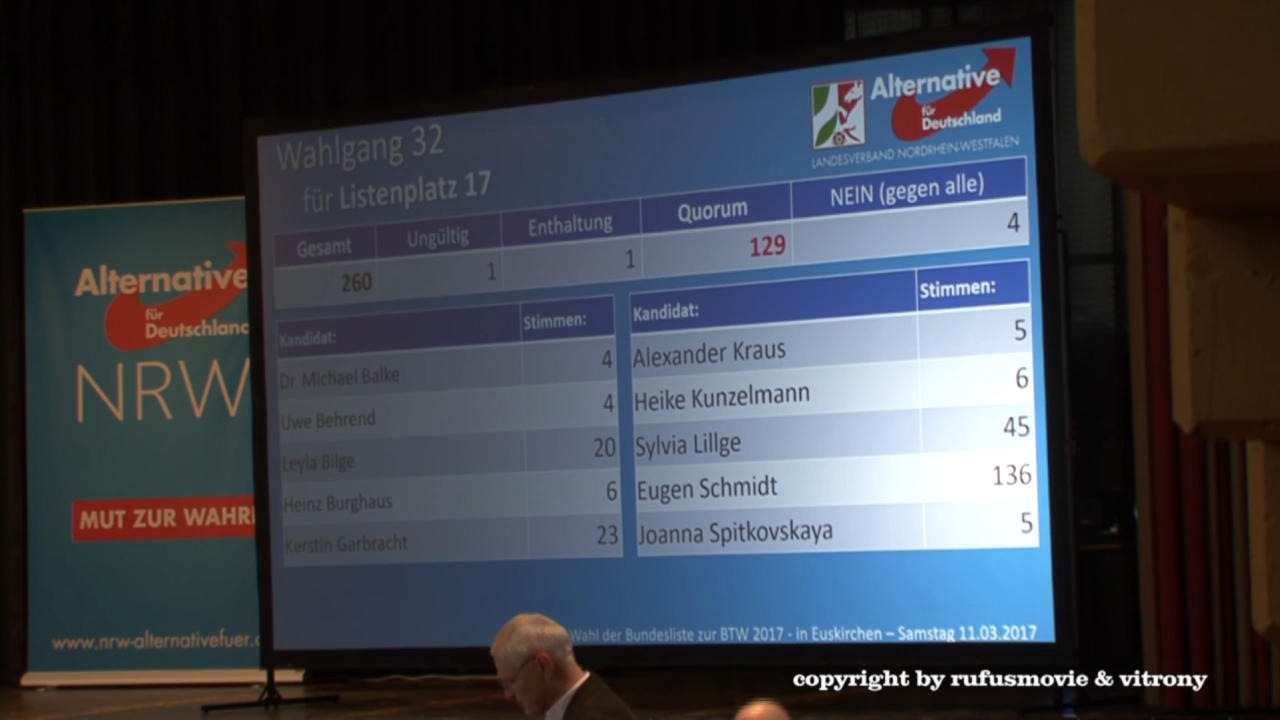 Wahlgang 32
für Listenplatz 17
Alternative
für
Deutschland
LANDESVERBAND NORDRHEIN-WESTFALEN
Gesamt Ungültig Enthaltung Quorum NEIN (gegen alle)
260 1 1 129 4
Kandidat: Stimmen:
Dr. Michael Balke 4
Uwe Behrend 4
Leyla Bilge 20
Heinz Burghaus 6
Kerstin Garbracht 23
Kandidat: Stimmen:
Alexander Kraus 5
Heike Kunzelmann 6
Sylvia Lillge 45
Eugen Schmidt 136
Joanna Spitkovskaya 5
Wahl der Bundesliste zur BTW 2017 - in Euskirchen – Samstag 11.03.2017
Alternative
für
Deutschland
NRW
MUT ZUR
www.nrw-alternativefuer.
copyright by rufusmovie & vitrony